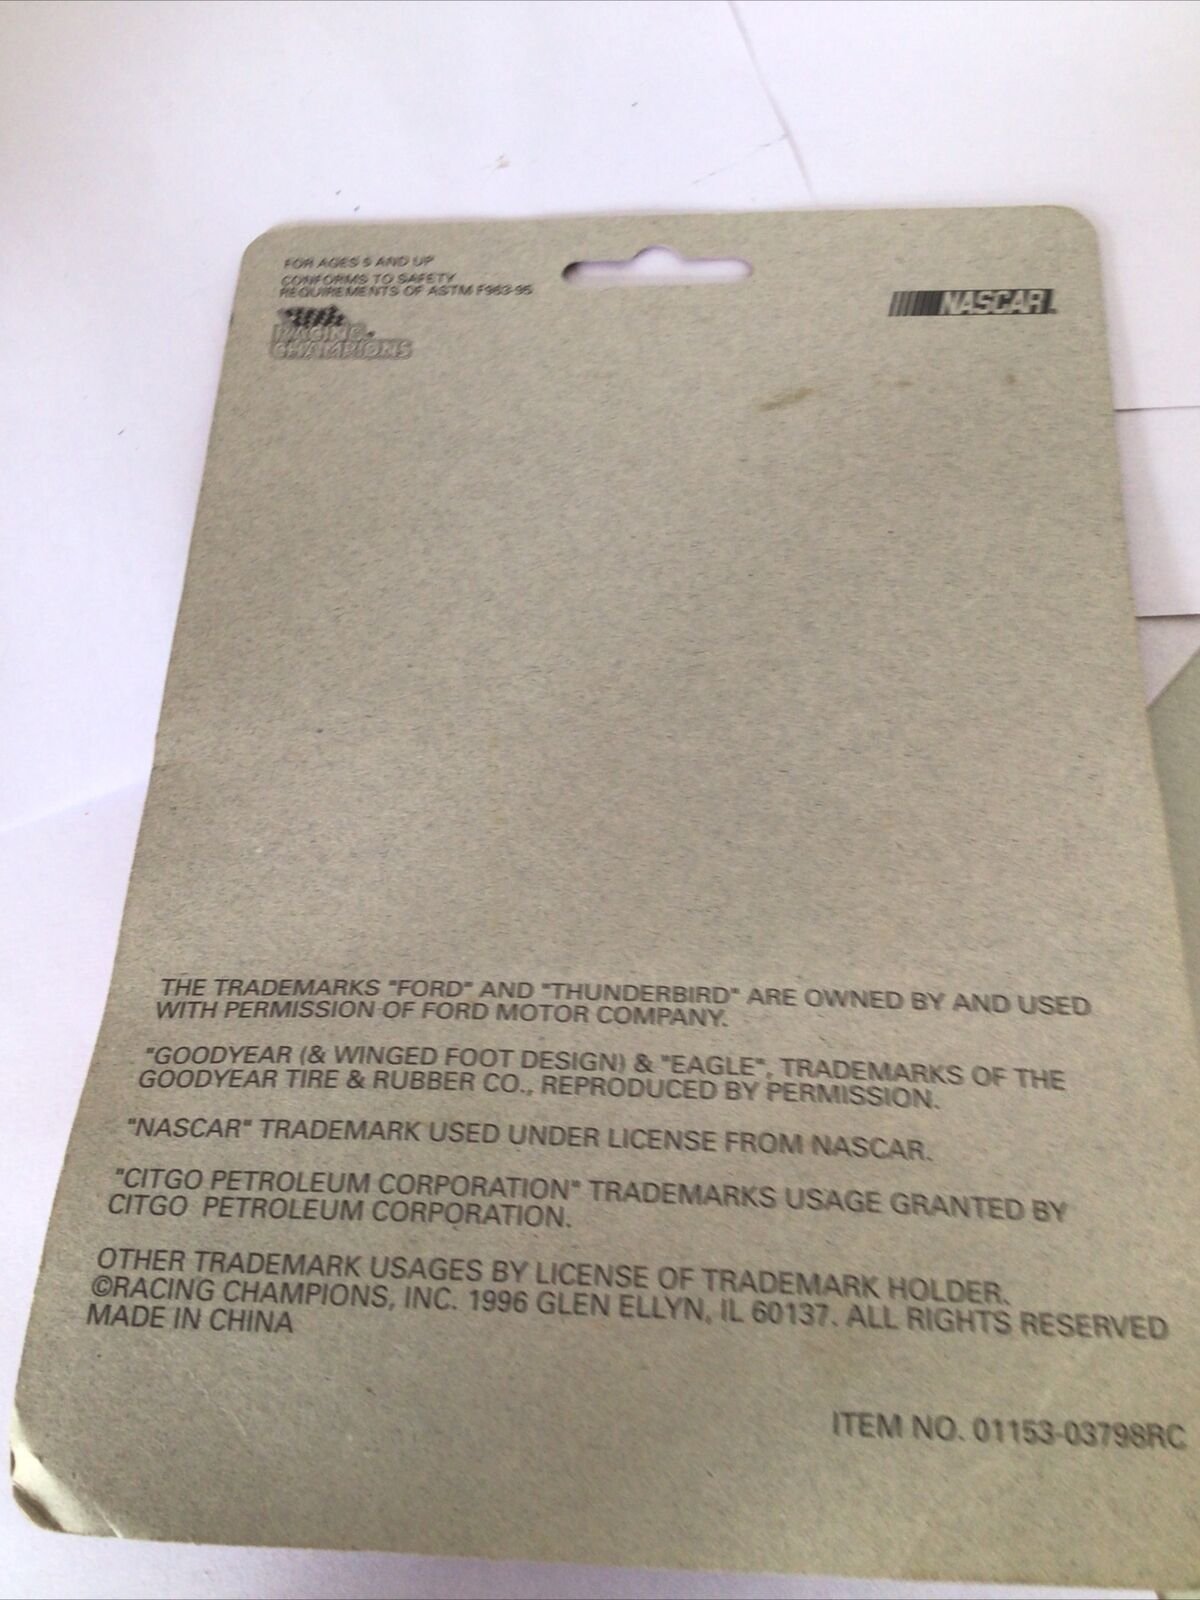 FOR AGES 5 AND UP
CONFORMS TO SAFETY
REQUIREMENTS OF ASTM F963-95
RACING
CHAMPIONS
NASCAR
THE TRADEMARKS "FORD" AND "THUNDERBIRD" ARE OWNED BY AND USED
WITH PERMISSION OF FORD MOTOR COMPANY.
"GOODYEAR (& WINGED FOOT DESIGN) & "EAGLE", TRADEMARKS OF THE
GOODYEAR TIRE & RUBBER CO., REPRODUCED BY PERMISSION.
"NASCAR" TRADEMARK USED UNDER LICENSE FROM NASCAR.
"CITGO PETROLEUM CORPORATION" TRADEMARKS USAGE GRANTED BY
CITGO PETROLEUM CORPORATION.
OTHER TRADEMARK USAGES BY LICENSE OF TRADEMARK HOLDER.
©RACING CHAMPIONS, INC. 1996 GLEN ELLYN, IL 60137. ALL RIGHTS RESERVED
MADE IN CHINA
ITEM NO. 01153-03798RC